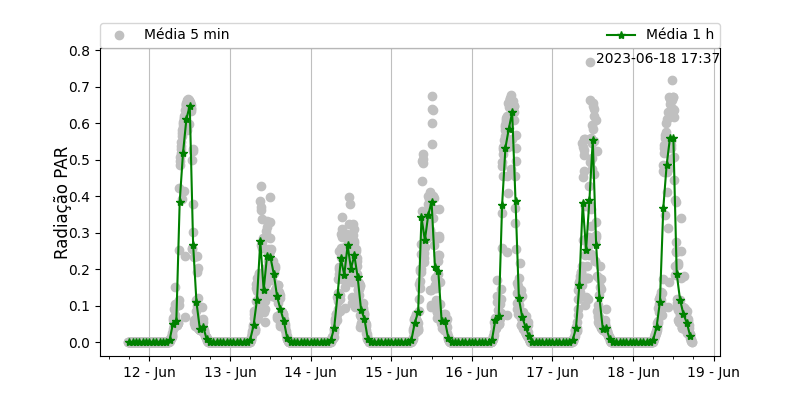 Média 5 min
Média 1 h
2023-06-18 17:37
Radiação PAR
0.8
0.7
0.6
0.5
0.4
0.3
0.2
0.1
0.0
12 - Jun
13 - Jun
14 - Jun
15 - Jun
16 - Jun
17 - Jun
18 - Jun
19 - Jun